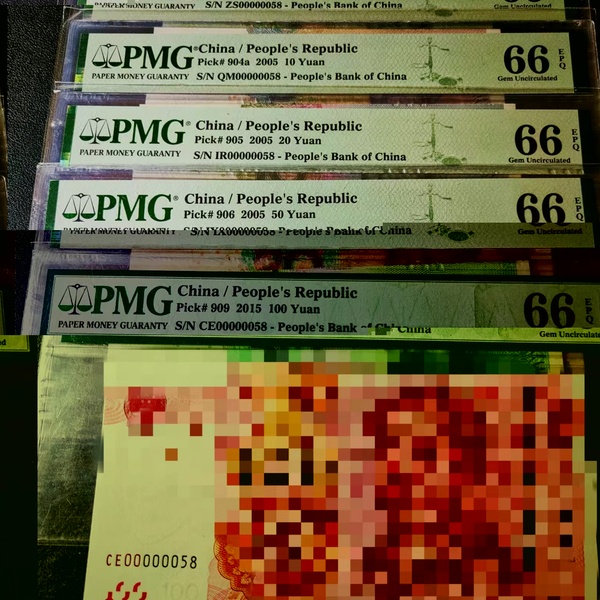 S/N ZS00000058 - People's Bank of China
PMG® China / People's Republic
Pick# 904a 2005 10 Yuan
PAPER MONEY GUARANTY S/N QM00000058 - People's Bank of China
66 EPQ
Gem Uncirculated
PMG® China / People's Republic
Pick# 905 2005 20 Yuan
PAPER MONEY GUARANTY S/N IR00000058 - People's Bank of China
66 EPQ
Gem Uncirculated
PMG® China / People's Republic
Pick# 906 2005 50 Yuan
66 EPQ
PMG® China / People's Republic
Pick# 909 2015 100 Yuan
PAPER MONEY GUARANTY S/N CE00000058 - People's Bank of China
66 EPQ
Gem Uncirculated
CE00000058
100